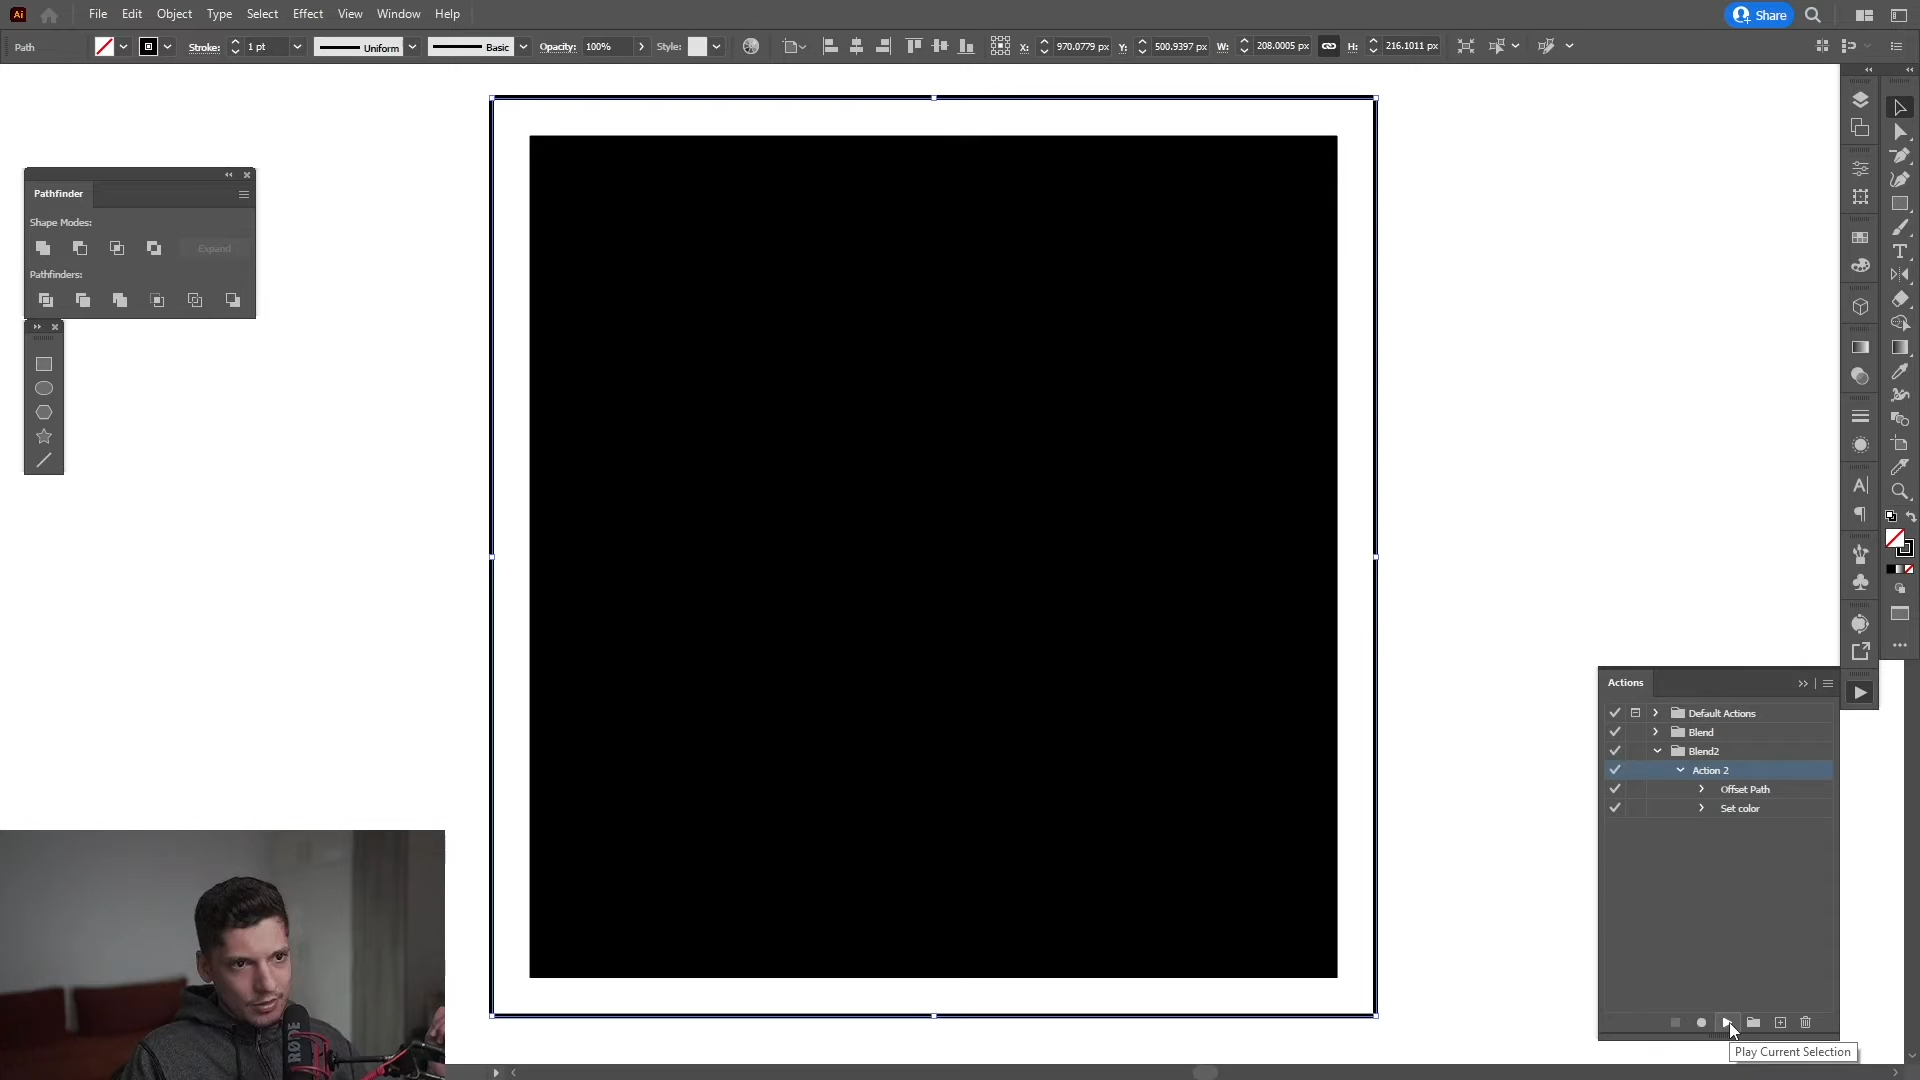 Ai File Edit Object Type Select Effect View Window Help Share
Path Stroke: 1 pt Uniform Basic Opacity: 100% Style: X: 970.0779 px Y: 500.9397 px W: 208.0005 px H: 216.1011 px
Pathfinder
Shape Modes:
Expand
Pathfinders:
Actions
Default Actions
Blend
Blend2
Action 2
Offset Path
Set color
Play Current Selection
RØDE